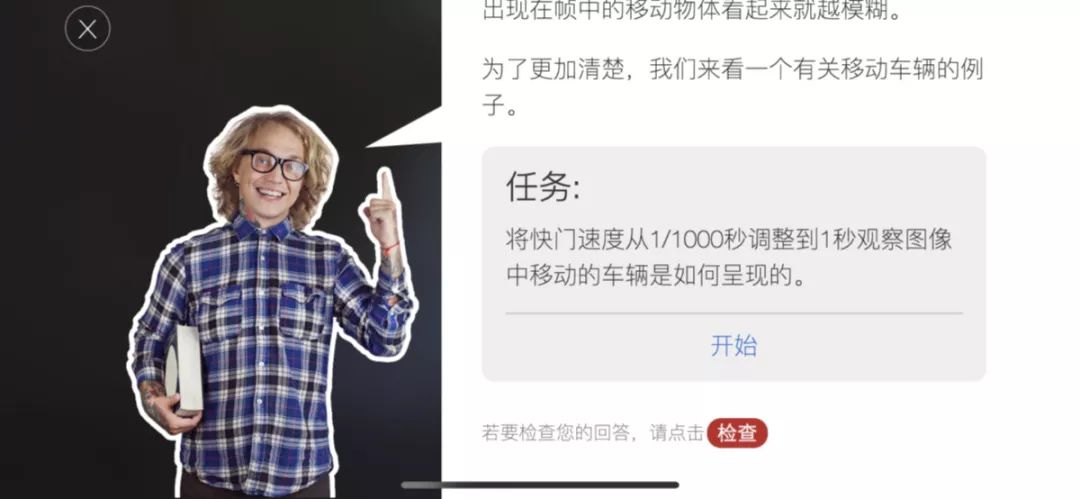 出现在帧中的移动物体看起来就越模糊。
为了更加清楚，我们来看一个有关移动车辆的例
子。
任务:
将快门速度从1/1000秒调整到1秒观察图像
中移动的车辆是如何呈现的。
开始
若要检查您的回答，请点击 检查